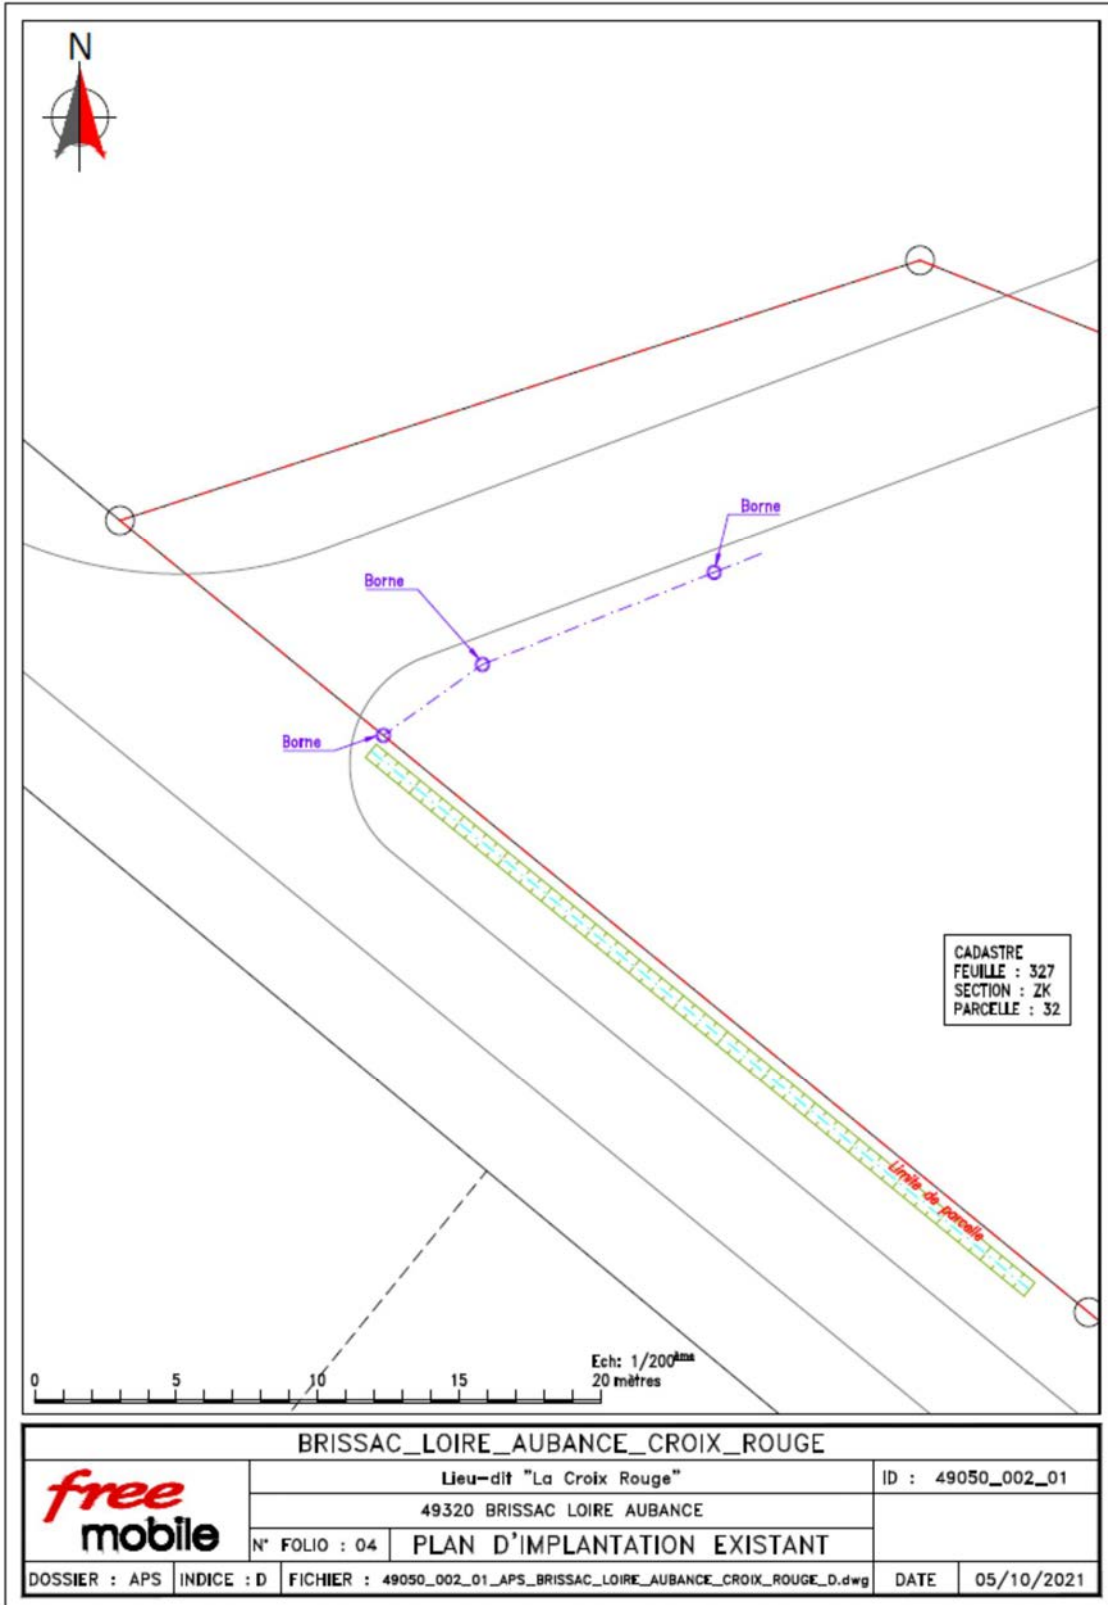 N
Borne
Borne
Borne
CADASTRE
FEUILLE : 327
SECTION : ZK
PARCELLE : 32
Limite de parcelle
Ech: 1/200ème
0 5 10 15 20 mètres
BRISSAC_LOIRE_AUBANCE_CROIX_ROUGE
free
mobile
Lieu-dit "La Croix Rouge"
ID : 49050_002_01
49320 BRISSAC LOIRE AUBANCE
N° FOLIO : 04
PLAN D'IMPLANTATION EXISTANT
DOSSIER : APS
INDICE : D
FICHIER : 49050_002_01_APS_BRISSAC_LOIRE_AUBANCE_CROIX_ROUGE_D.dwg
DATE
05/10/2021